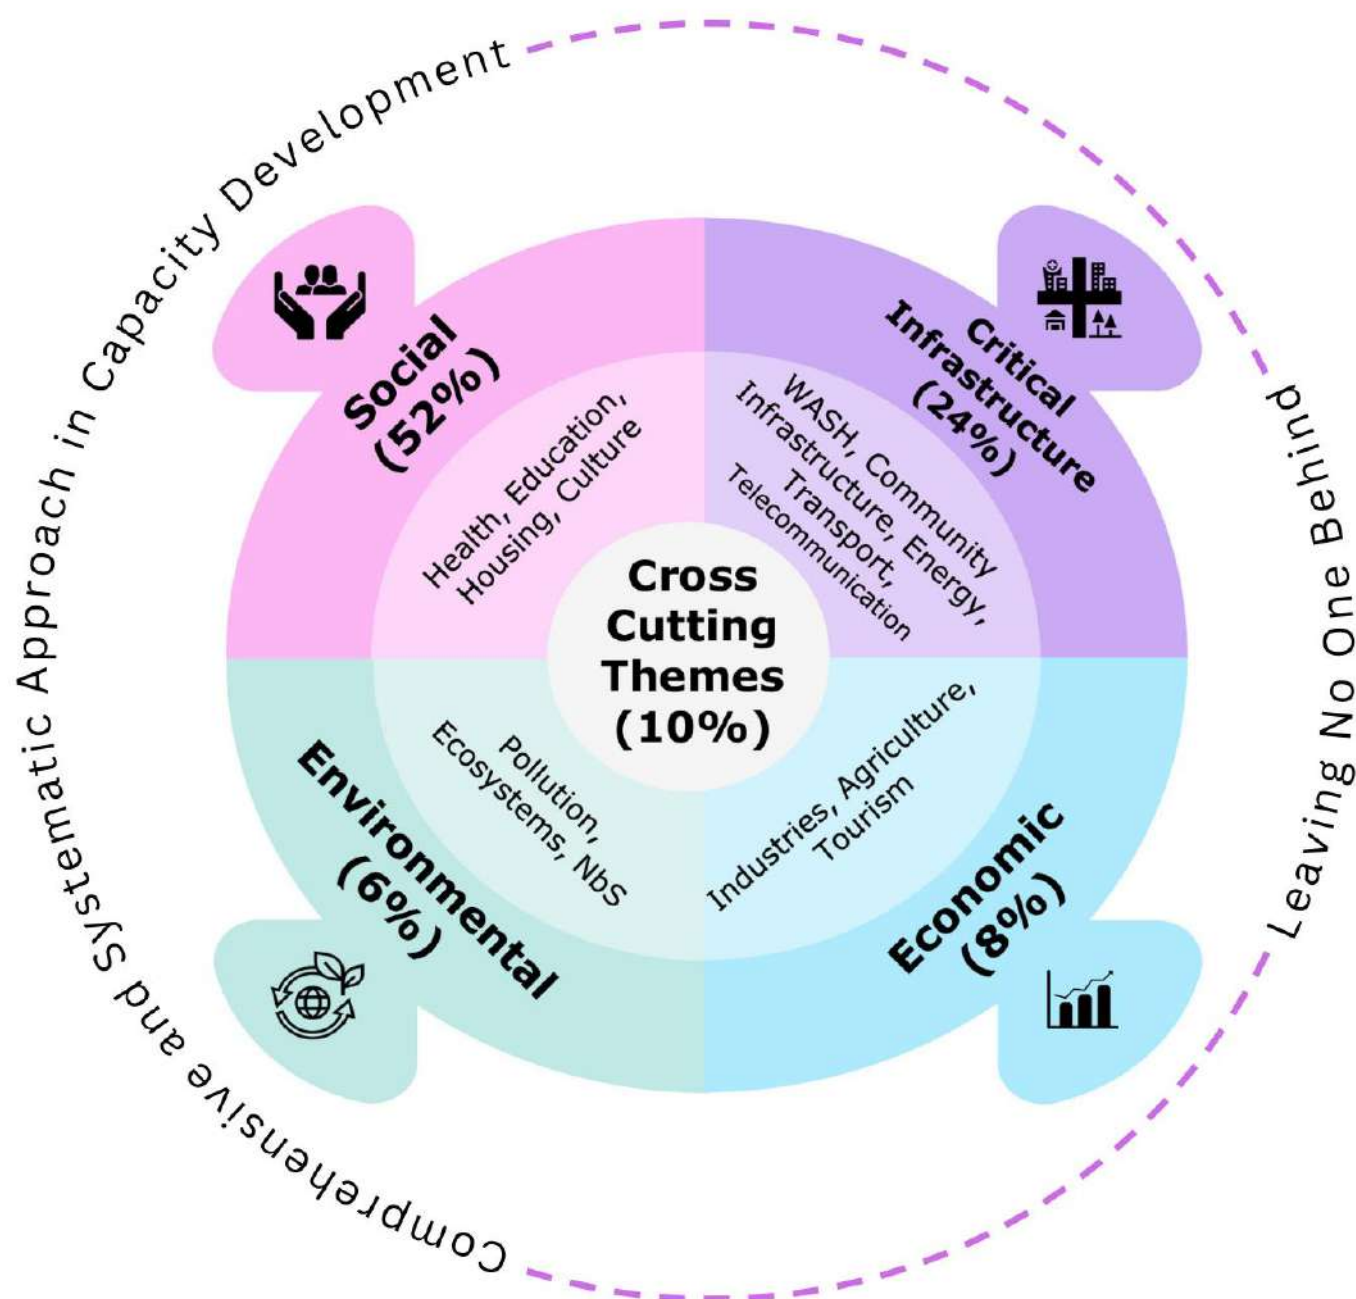 Comprehensive and Systematic Approach in Capacity Development
Leaving No One Behind
Social
(52%)
Health, Education,
Housing, Culture
Critical
Infrastructure
(24%)
WASH, Community
Infrastructure, Energy,
Transport,
Telecommunication
Cross
Cutting
Themes
(10%)
Environmental
(6%)
Pollution,
Ecosystems, NbS
Industries, Agriculture,
Tourism
Economic
(8%)